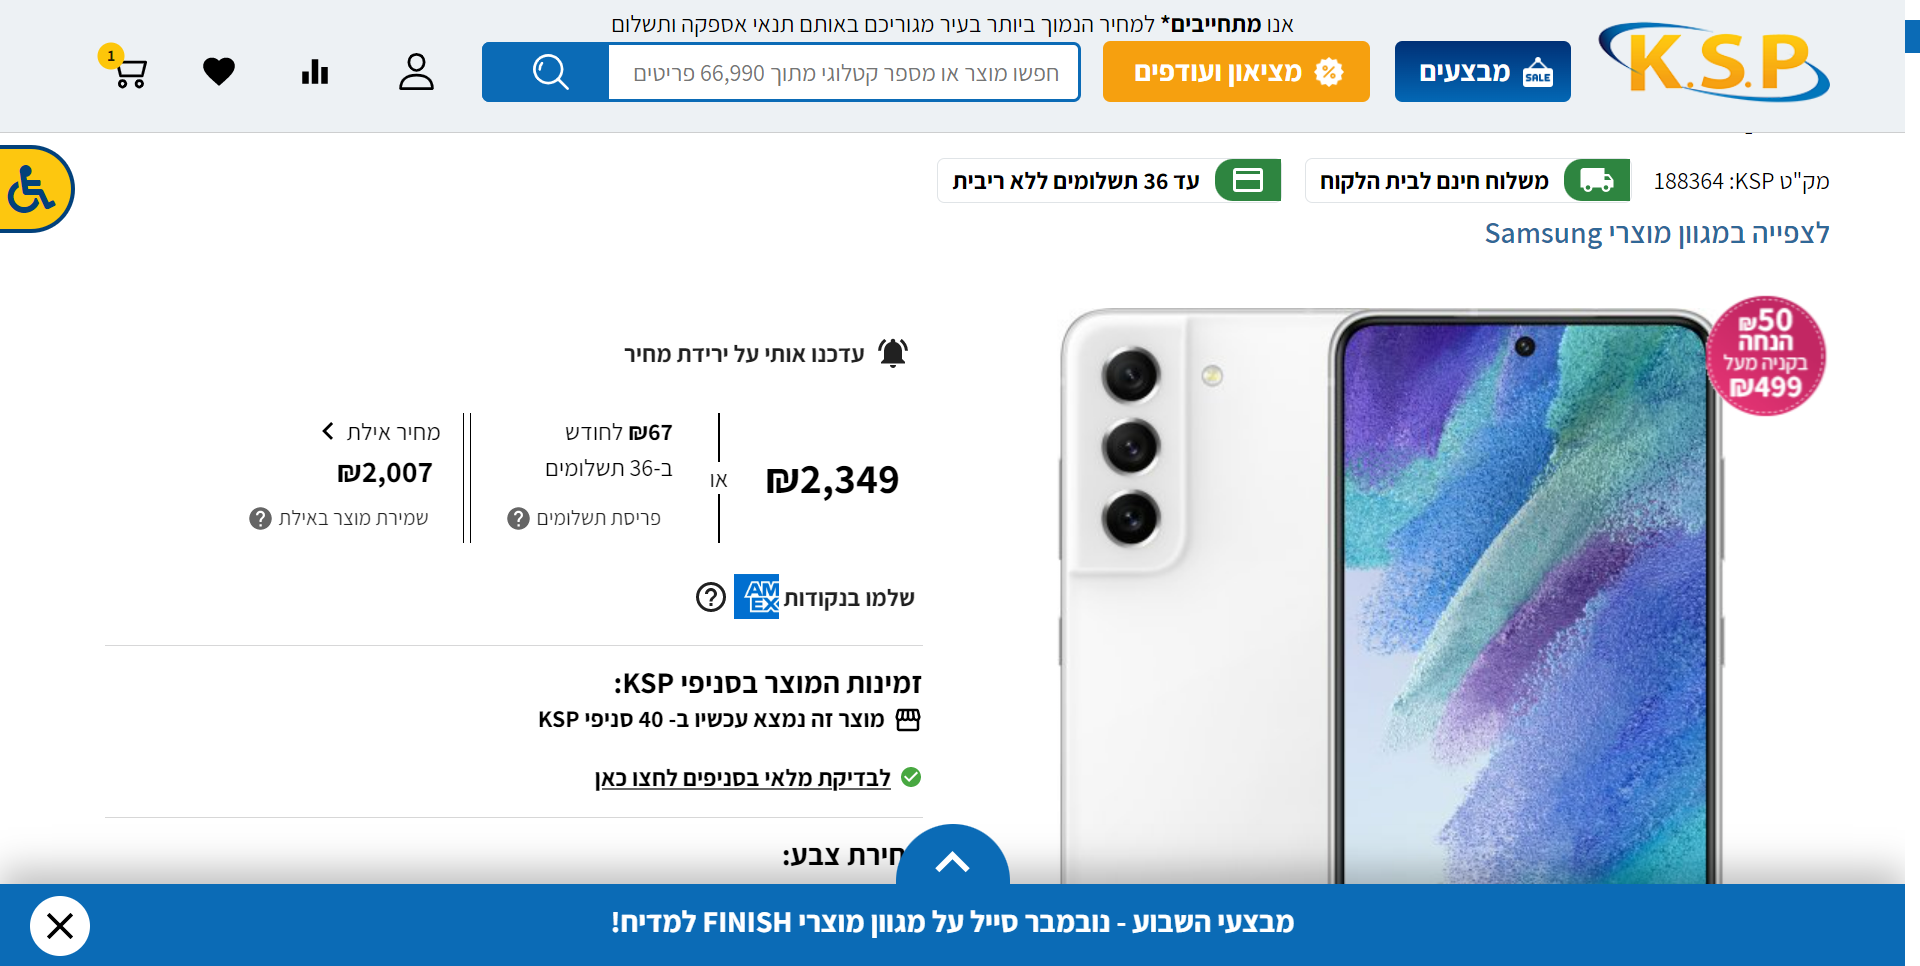 אנו מתחייבים* למחיר הנמוך ביותר בעיר מגוריכם באותם תנאי אספקה ותשלום
K.S.P
SALE מבצעים
% מציאון ועודפים
חפשו מוצר או מספר קטלוגי מתוך 66,990 פריטים
1
מק"ט KSP: 188364
משלוח חינם לבית הלקוח
עד 36 תשלומים ללא ריבית
לצפייה במגוון מוצרי Samsung
₪50
הנחה
בקניה מעל
₪499
עדכנו אותי על ירידת מחיר
₪2,349
או
₪67 לחודש
ב-36 תשלומים
פריסת תשלומים ?
מחיר אילת
₪2,007
שמירת מוצר באילת ?
שלמו בנקודות AMEX ?
זמינות המוצר בסניפי KSP:
מוצר זה נמצא עכשיו ב- 40 סניפי KSP
לבדיקת מלאי בסניפים לחצו כאן
חירת צבע:
מבצעי השבוע - נובמבר סייל על מגוון מוצרי FINISH למדיח!